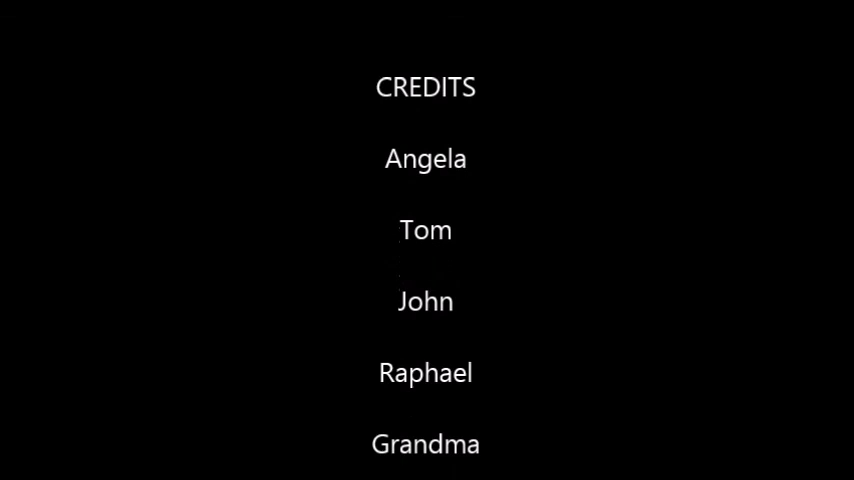 CREDITS
Angela
Tom
John
Raphael
Grandma